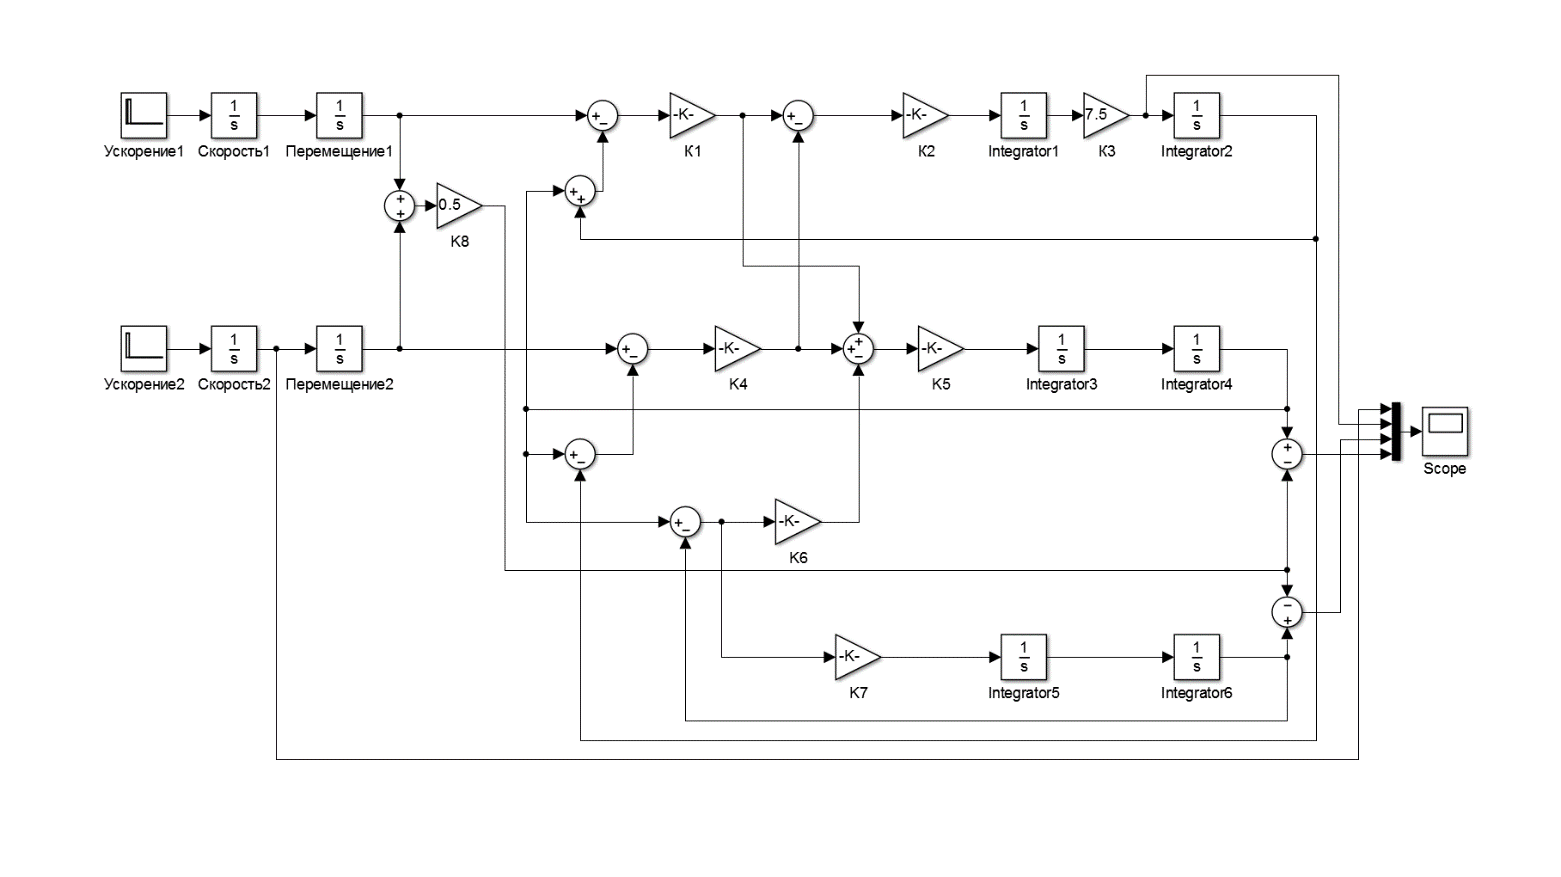 1
s
1
s
-K-
-K-
1
s
7.5
1
s
Ускорение1 Скорость1 Перемещение1 K1 K2 Integrator1 K3 Integrator2
0.5
K8
1
s
1
s
-K-
-K-
1
s
1
s
Ускорение2 Скорость2 Перемещение2 K4 K5 Integrator3 Integrator4
Scope
-K-
K6
-K-
1
s
1
s
K7 Integrator5 Integrator6